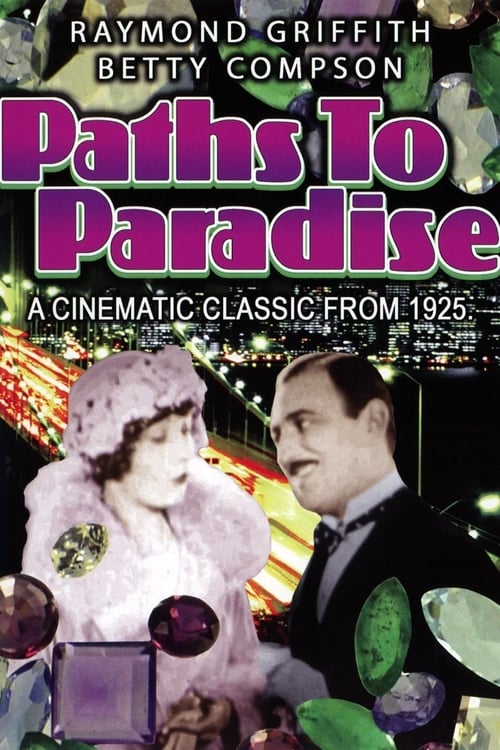 RAYMOND GRIFFITH
BETTY COMPSON
Paths To
Paradise
A CINEMATIC CLASSIC FROM 1925.